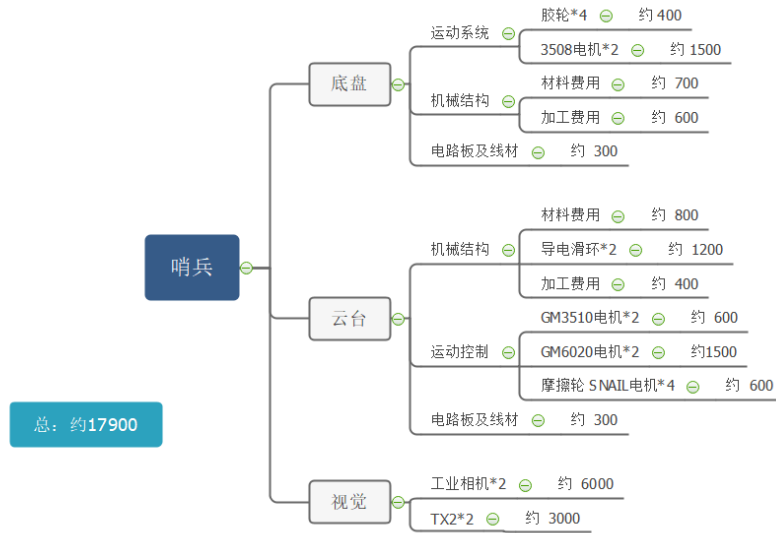 哨兵
总：约17900
底盘
运动系统
胶轮*4 约 400
3508电机*2 约 1500
机械结构
材料费用 约 700
加工费用 约 600
电路板及线材 约 300
云台
机械结构
材料费用 约 800
导电滑环*2 约 1200
加工费用 约 400
运动控制
GM3510电机*2 约 600
GM6020电机*2 约1500
摩擦轮 SNAIL电机*4 约 600
电路板及线材 约 300
视觉
工业相机*2 约 6000
TX2*2 约 3000